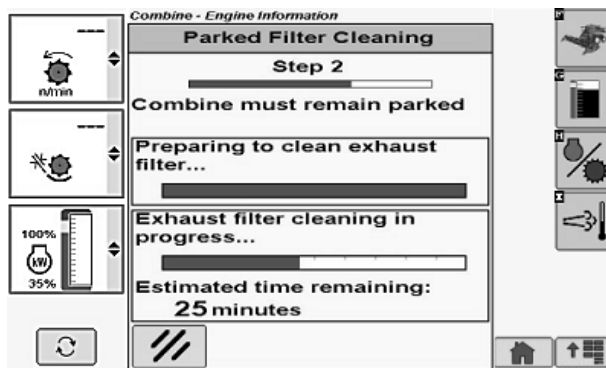 Combine - Engine Information
Parked Filter Cleaning
Step 2
Combine must remain parked
Preparing to clean exhaust
filter...
Exhaust filter cleaning in
progress...
Estimated time remaining:
25 minutes
---
n/min
---
100%
kW
35%
F
G
H
I